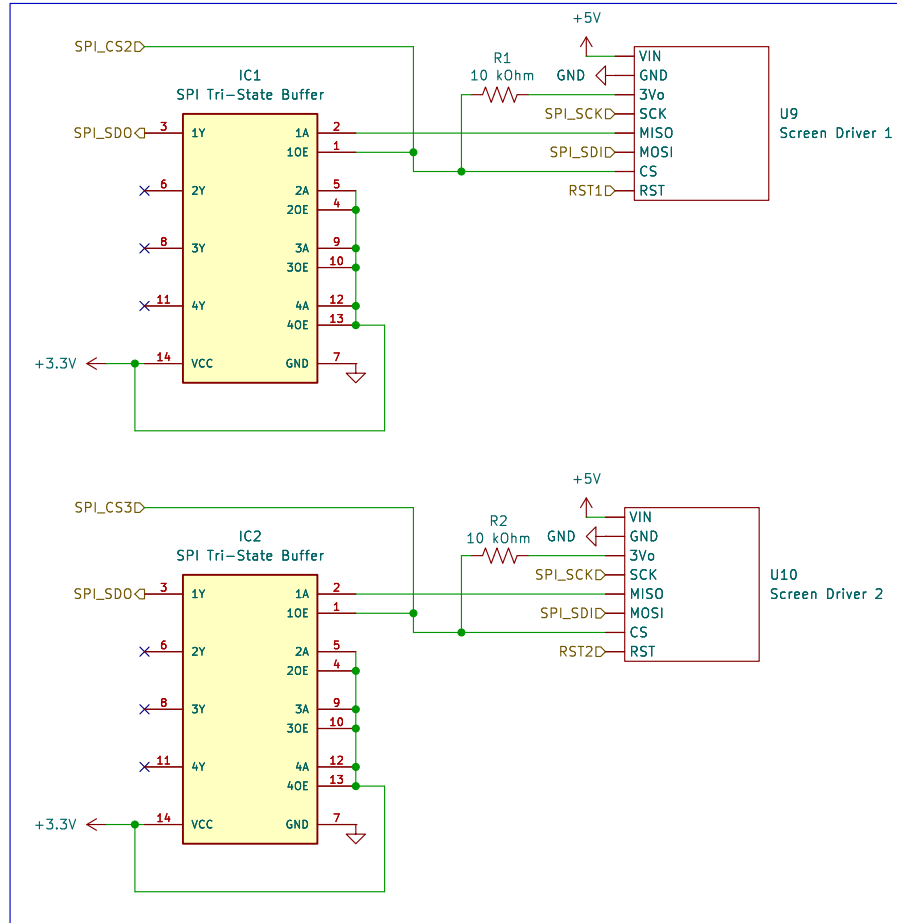 +5V
SPI_CS2
R1
10 kOhm
GND
VIN
GND
3Vo
SCK
MISO
MOSI
CS
RST
SPI_SCK
SPI_SDI
RST1
U9
Screen Driver 1
IC1
SPI Tri-State Buffer
SPI_SDO
3 1Y
1A 2
1OE 1
6 2Y
2A 5
2OE 4
8 3Y
3A 9
3OE 10
11 4Y
4A 12
4OE 13
+3.3V
14 VCC
GND 7
+5V
SPI_CS3
R2
10 kOhm
GND
VIN
GND
3Vo
SCK
MISO
MOSI
CS
RST
SPI_SCK
SPI_SDI
RST2
U10
Screen Driver 2
IC2
SPI Tri-State Buffer
SPI_SDO
3 1Y
1A 2
1OE 1
6 2Y
2A 5
2OE 4
8 3Y
3A 9
3OE 10
11 4Y
4A 12
4OE 13
+3.3V
14 VCC
GND 7